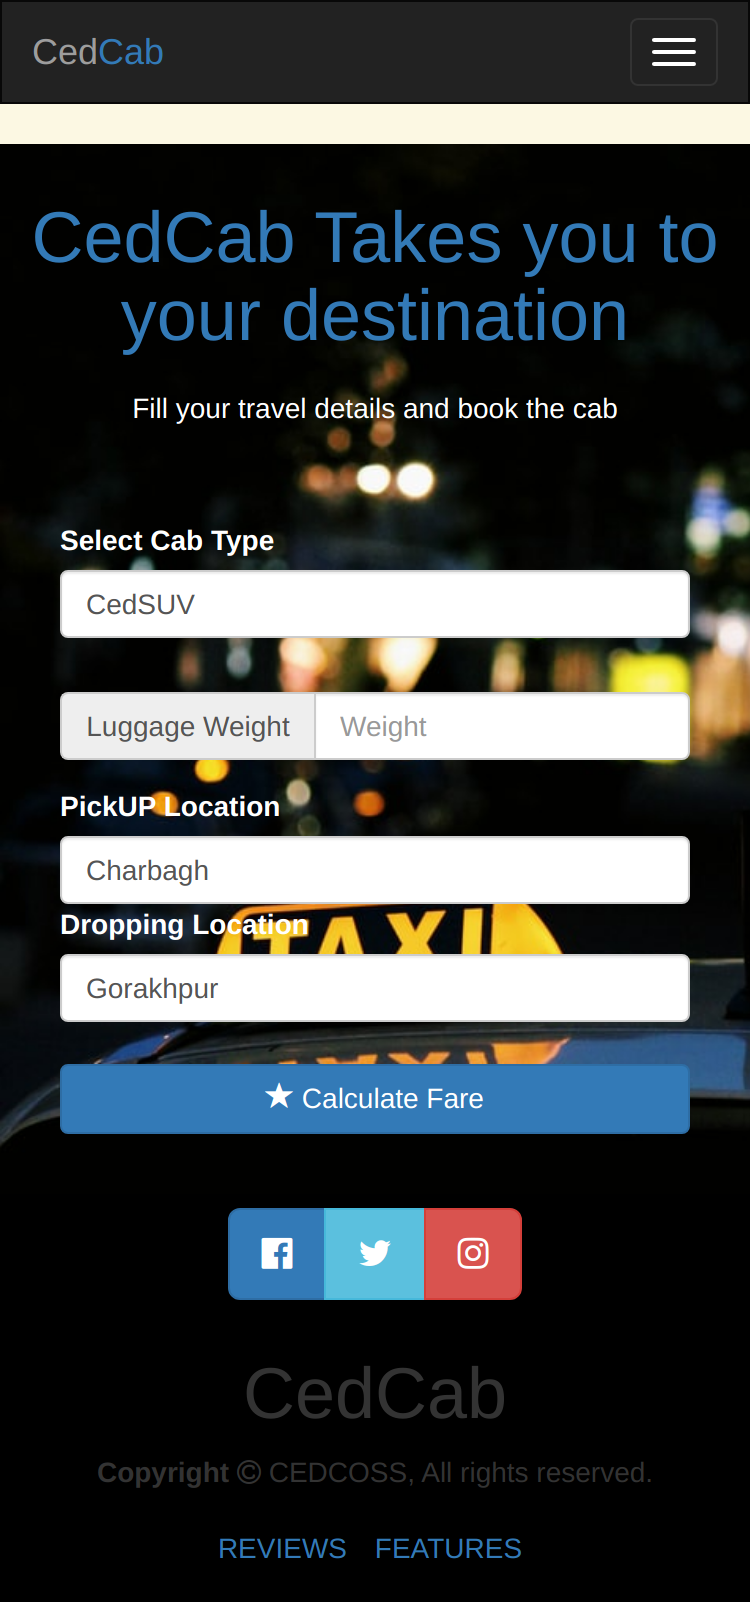 CedCab
CedCab Takes you to
your destination
Fill your travel details and book the cab
Select Cab Type
CedSUV
Luggage Weight Weight
PickUP Location
Charbagh
Dropping Location
TAXI
Gorakhpur
TAXI
Calculate Fare
CedCab
Copyright © CEDCOSS, All rights reserved.
REVIEWS FEATURES